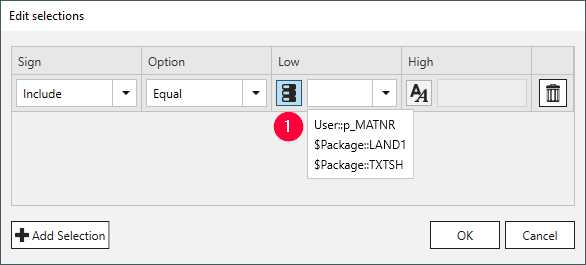 Edit selections
Sign Option Low High
Include Equal AA
1
User::p_MATNR
$Package::LAND1
$Package::TXTSH
Add Selection OK Cancel